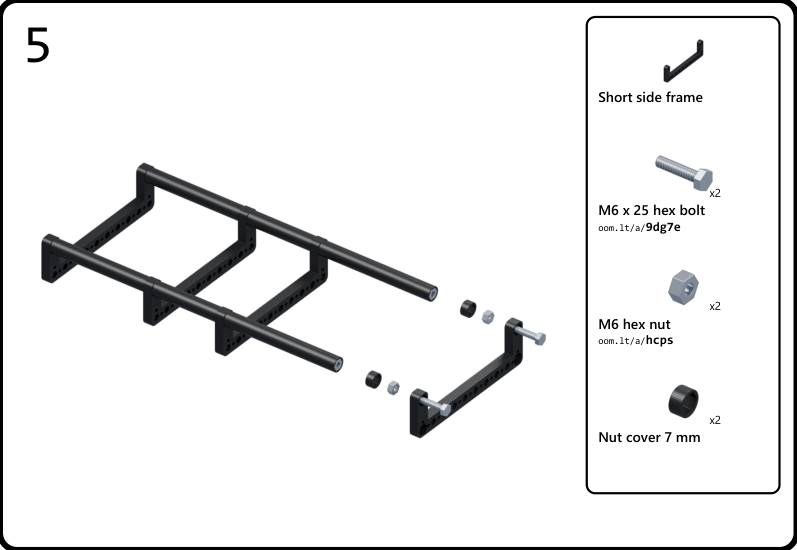 5
Short side frame
x2
M6 x 25 hex bolt
oom.lt/a/9dg7e
x2
M6 hex nut
oom.lt/a/hcps
x2
Nut cover 7 mm